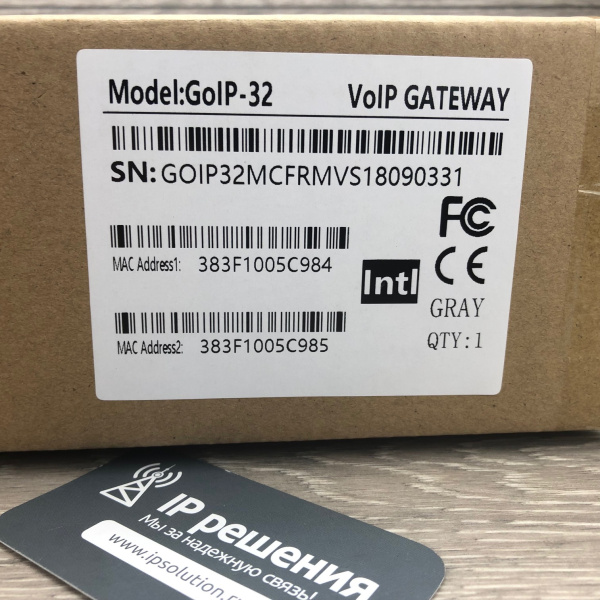 Model:GoIP-32 VoIP GATEWAY
SN: GOIP32MCFRMVS18090331
FC
CE
MAC Address1: 383F1005C984
Intl
GRAY
MAC Address2: 383F1005C985
QTY:1
IP решения
Мы за надежную связь!
www.ipsolution.r